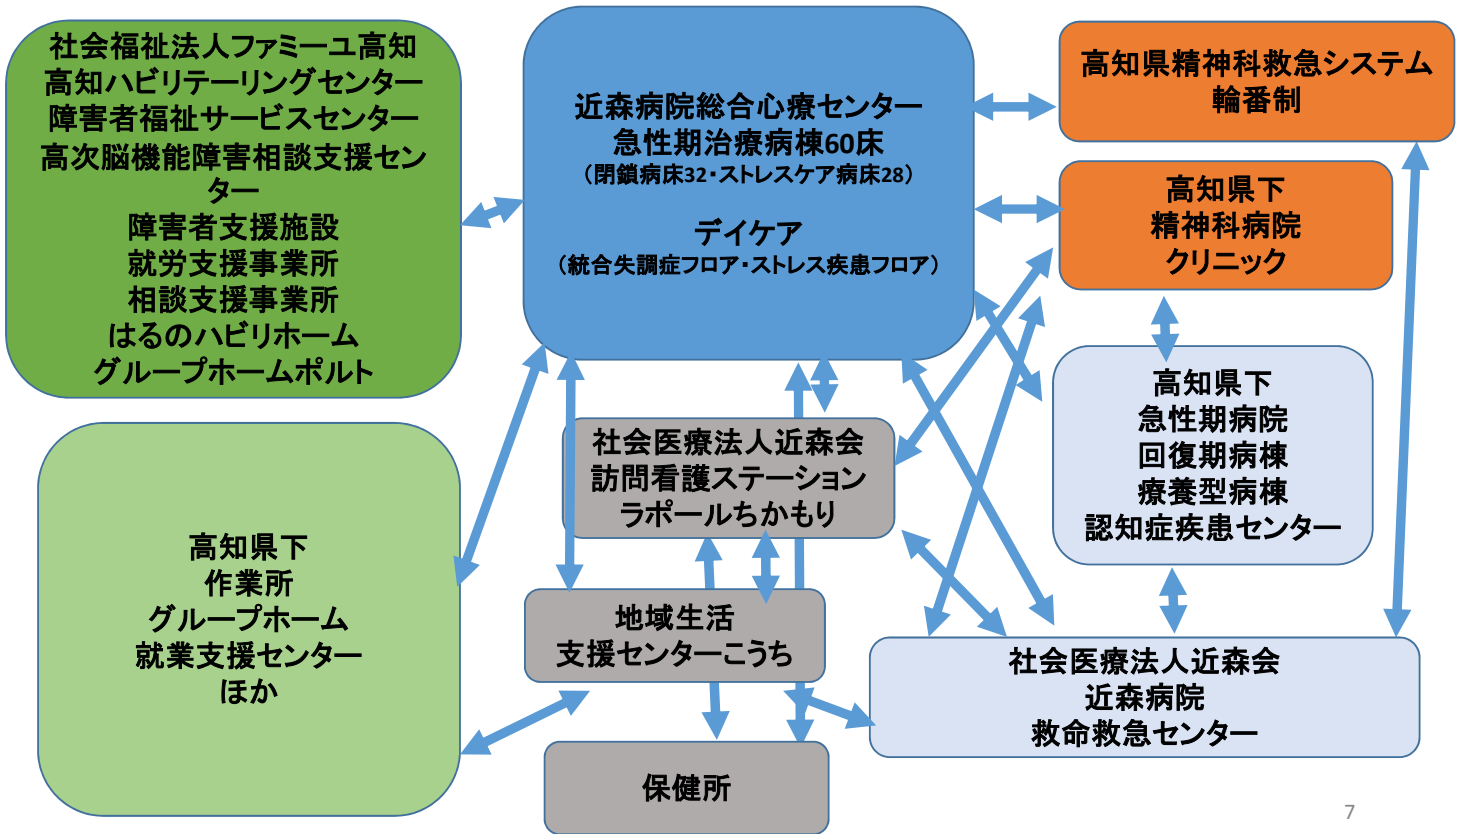 社会福祉法人ファミーユ高知
高知ハビリテーリングセンター
障害者福祉サービスセンター
高次脳機能障害相談支援セン
ター
障害者支援施設
就労支援事業所
相談支援事業所
はるのハビリホーム
グループホームポルト
近森病院総合心療センター
急性期治療病棟60床
（閉鎖病床32・ストレスケア病床28）
デイケア
（統合失調症フロア・ストレス疾患フロア）
高知県精神科救急システム
輪番制
高知県下
精神科病院
クリニック
高知県下
急性期病院
回復期病棟
療養型病棟
認知症疾患センター
社会医療法人近森会
訪問看護ステーション
ラポールちかもり
高知県下
作業所
グループホーム
就業支援センター
ほか
地域生活
支援センターこうち
社会医療法人近森会
近森病院
救命救急センター
保健所
7